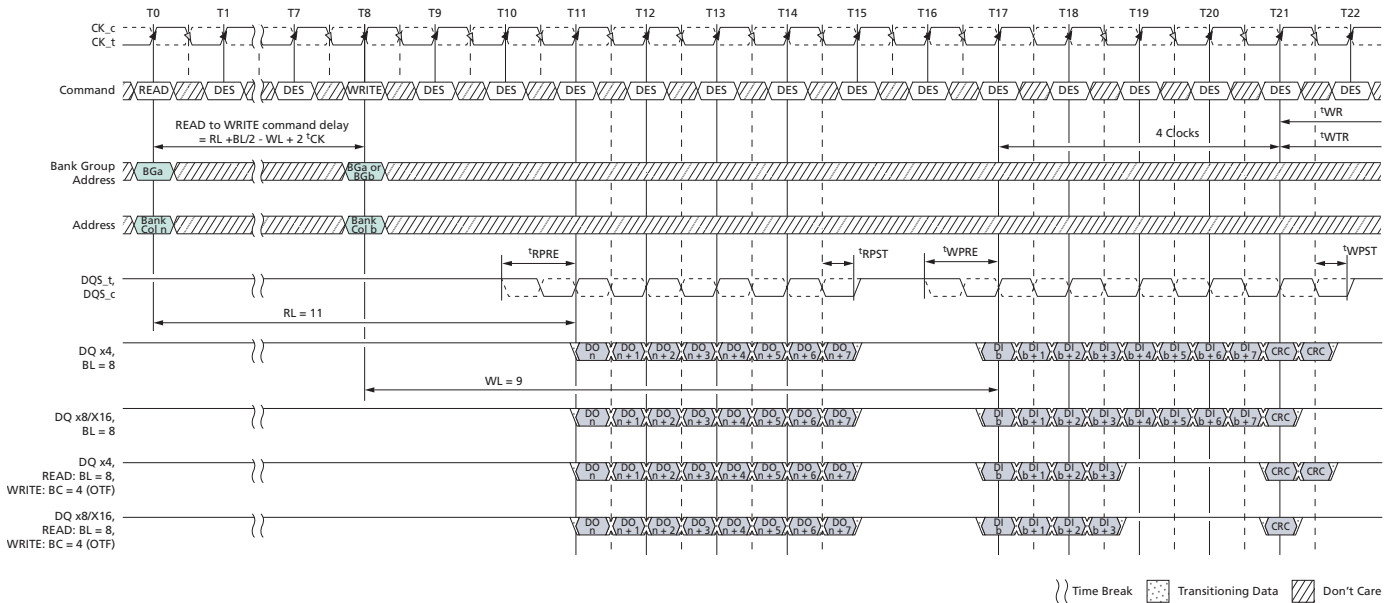 T0 T1 T7 T8 T9 T10 T11 T12 T13 T14 T15 T16 T17 T18 T19 T20 T21 T22
CK_c
CK_t
Command READ DES DES WRITE DES DES DES DES DES DES DES DES DES DES DES DES DES DES
READ to WRITE command delay
= RL +BL/2 - WL + 2 tCK
4 Clocks
tWR
tWTR
Bank Group
Address
BGa
BGa or
BGb
Address
Bank
Col n
Bank
Col b
tRPRE
tRPST
tWPRE
tWPST
DQS_t,
DQS_c
RL = 11
DQ x4,
BL = 8
DO n DO n + 1 DO n + 2 DO n + 3 DO n + 4 DO n + 5 DO n + 6 DO n + 7 DI b DI b + 1 DI b + 2 DI b + 3 DI b + 4 DI b + 5 DI b + 6 DI b + 7 CRC CRC
WL = 9
DQ x8/X16,
BL = 8
DO n DO n + 1 DO n + 2 DO n + 3 DO n + 4 DO n + 5 DO n + 6 DO n + 7 DI b DI b + 1 DI b + 2 DI b + 3 DI b + 4 DI b + 5 DI b + 6 DI b + 7 CRC
DQ x4,
READ: BL = 8,
WRITE: BC = 4 (OTF)
DO n DO n + 1 DO n + 2 DO n + 3 DO n + 4 DO n + 5 DO n + 6 DO n + 7 DI b DI b + 1 DI b + 2 DI b + 3 CRC CRC
DQ x8/X16,
READ: BL = 8,
WRITE: BC = 4 (OTF)
DO n DO n + 1 DO n + 2 DO n + 3 DO n + 4 DO n + 5 DO n + 6 DO n + 7 DI b DI b + 1 DI b + 2 DI b + 3 CRC
Time Break Transitioning Data Don't Care